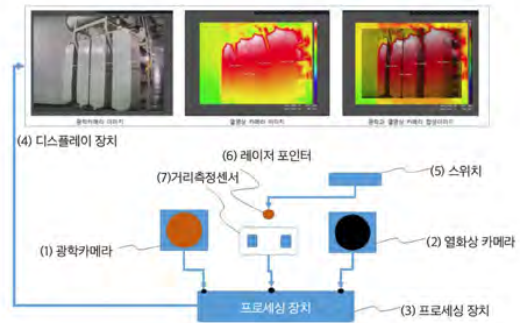 광학카메라 이미지
열영상 카메라 이미지
광학과 열영상 카메라 합성이미지
(4) 디스플레이 장치
(6) 레이저 포인터
(7)거리측정센서
(5) 스위치
(1) 광학카메라
(2) 열화상 카메라
프로세싱 장치
(3) 프로세싱 장치